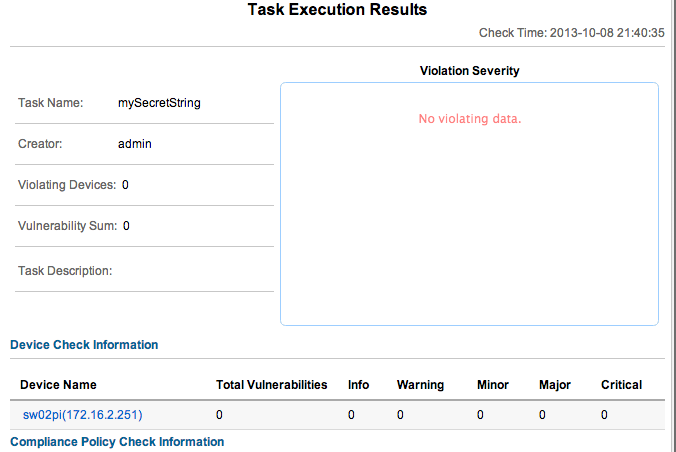 Task Execution Results
Check Time: 2013-10-08 21:40:35
Violation Severity
No violating data.
Task Name: mySecretString
Creator: admin
Violating Devices: 0
Vulnerability Sum: 0
Task Description:
Device Check Information
Device Name Total Vulnerabilities Info Warning Minor Major Critical
sw02pi(172.16.2.251) 0 0 0 0 0 0
Compliance Policy Check Information